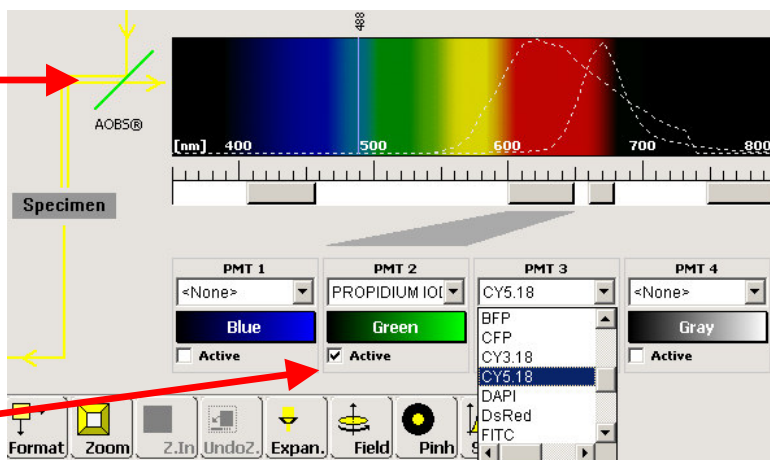 488
AOBS®
[nm] 400 500 600 700 800
Specimen
PMT 1 PMT 2 PMT 3 PMT 4
<None> PROPIDIUM IO CY5.18 <None>
Blue Green Gray
Active Active Active
BFP
CFP
CY3.18
CY5.18
DAPI
DsRed
FITC
Format Zoom Z.In UndoZ. Expan. Field Pinh